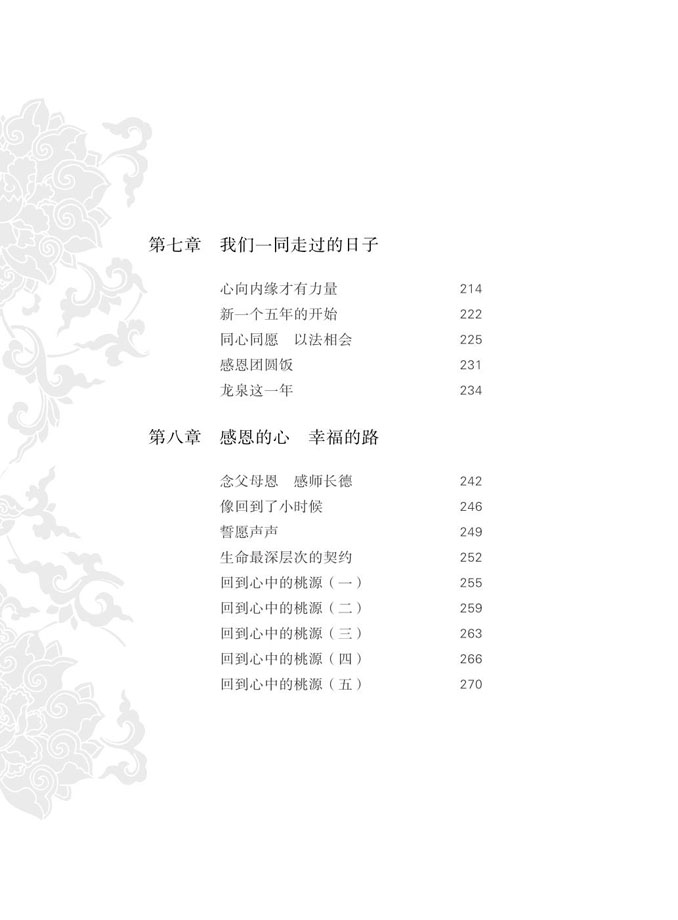 第七章　我们一同走过的日子
心向内缘才有力量 214
新一个五年的开始 222
同心同愿　以法相会 225
感恩团圆饭 231
龙泉这一年 234
第八章　感恩的心　幸福的路
念父母恩　感师长德 242
像回到了小时候 246
誓愿声声 249
生命最深层次的契约 252
回到心中的桃源（一） 255
回到心中的桃源（二） 259
回到心中的桃源（三） 263
回到心中的桃源（四） 266
回到心中的桃源（五） 270